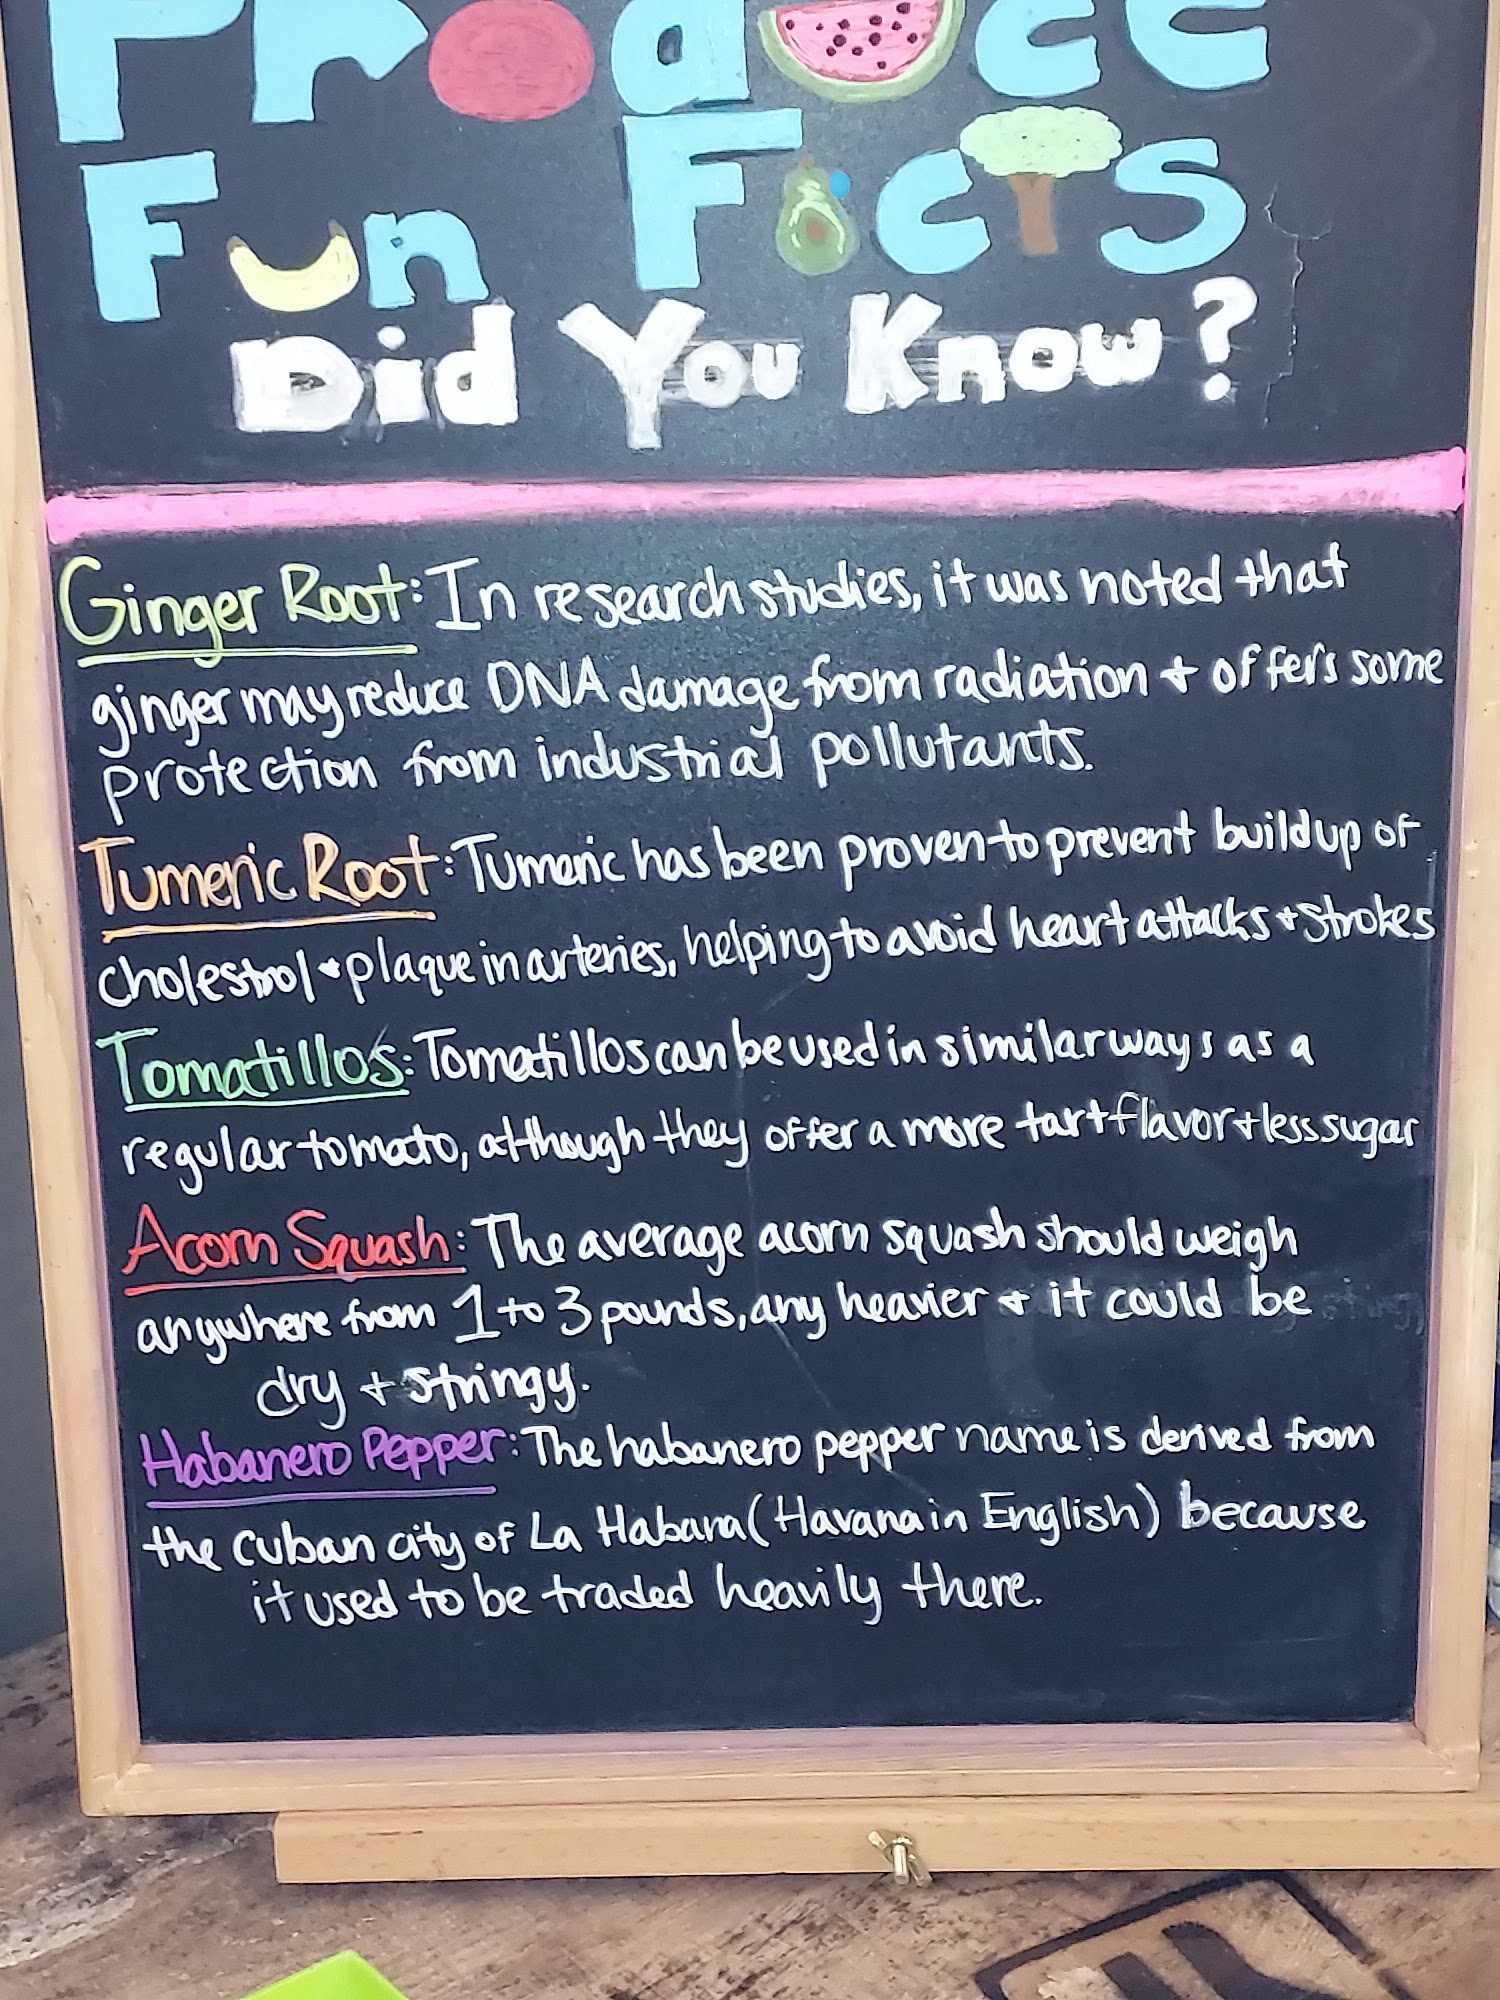 Produce
Fun Facts
Did You Know?
Ginger Root: In research studies, it was noted that
ginger may reduce DNA damage from radiation + offers some
protection from industrial pollutants.
Tumeric Root: Tumeric has been proven to prevent buildup of
cholestrol + plaque in arteries, helping to avoid heart attacks + strokes
Tomatillos: Tomatillos can be used in similar ways as a
regular tomato, although they offer a more tart flavor + less sugar
Acorn Squash: The average acorn squash should weigh
anywhere from 1 to 3 pounds, any heavier + it could be
dry + stringy.
Habanero Pepper: The habanero pepper name is derived from
the Cuban city of La Habana (Havana in English) because
it used to be traded heavily there.